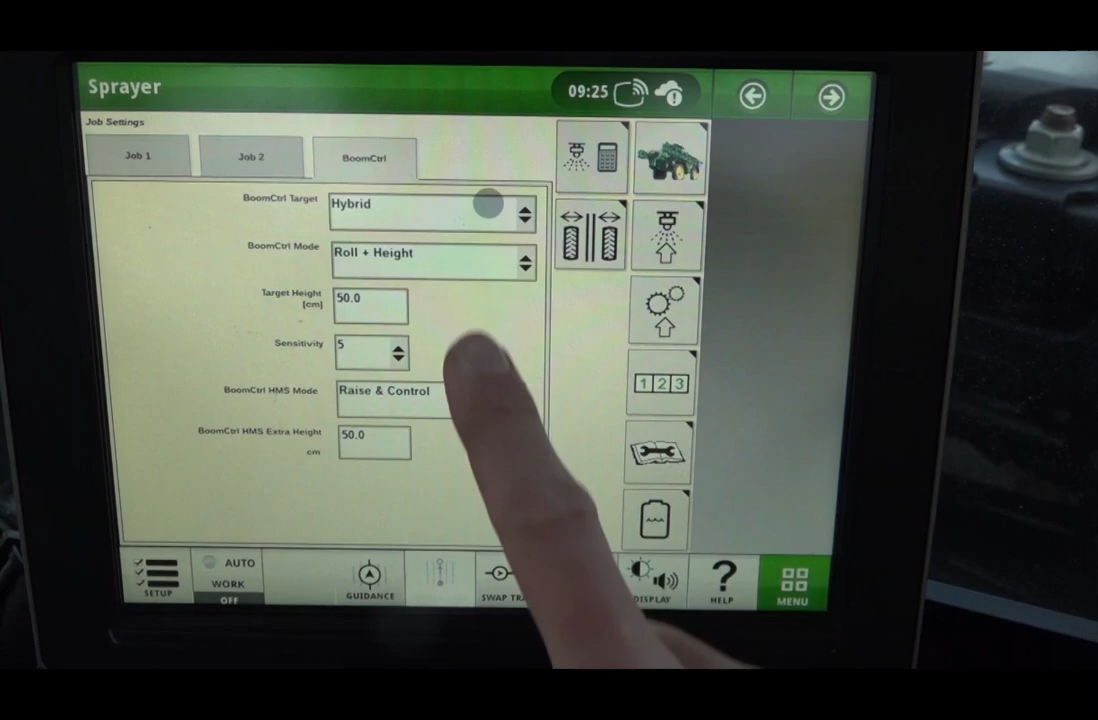 Sprayer
09:25
Job Settings
Job 1
Job 2
BoomCtrl
BoomCtrl Target
Hybrid
BoomCtrl Mode
Roll + Height
Target Height
[cm]
50.0
Sensitivity
5
BoomCtrl HMS Mode
Raise & Control
BoomCtrl HMS Extra Height
cm
50.0
1 2 3
SETUP
AUTO
WORK
OFF
GUIDANCE
SWAP
DISPLAY
HELP
MENU